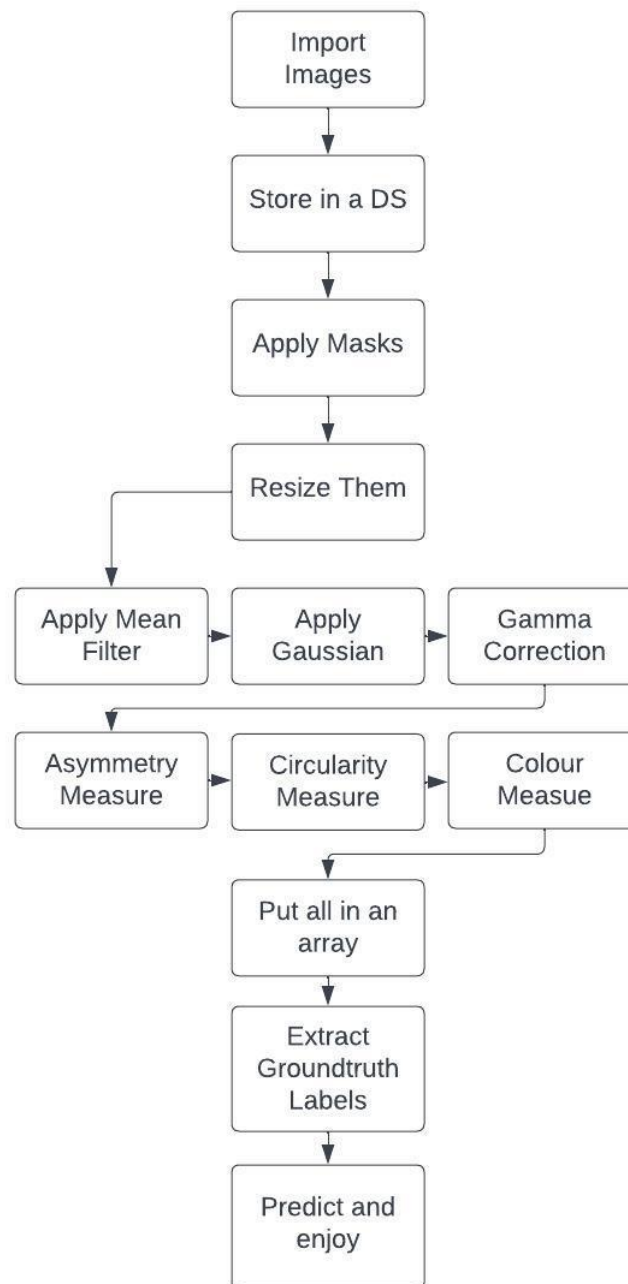 Import
Images
Store in a DS
Apply Masks
Resize Them
Apply Mean
Filter
Apply
Gaussian
Gamma
Correction
Asymmetry
Measure
Circularity
Measure
Colour
Measue
Put all in an
array
Extract
Groundtruth
Labels
Predict and
enjoy